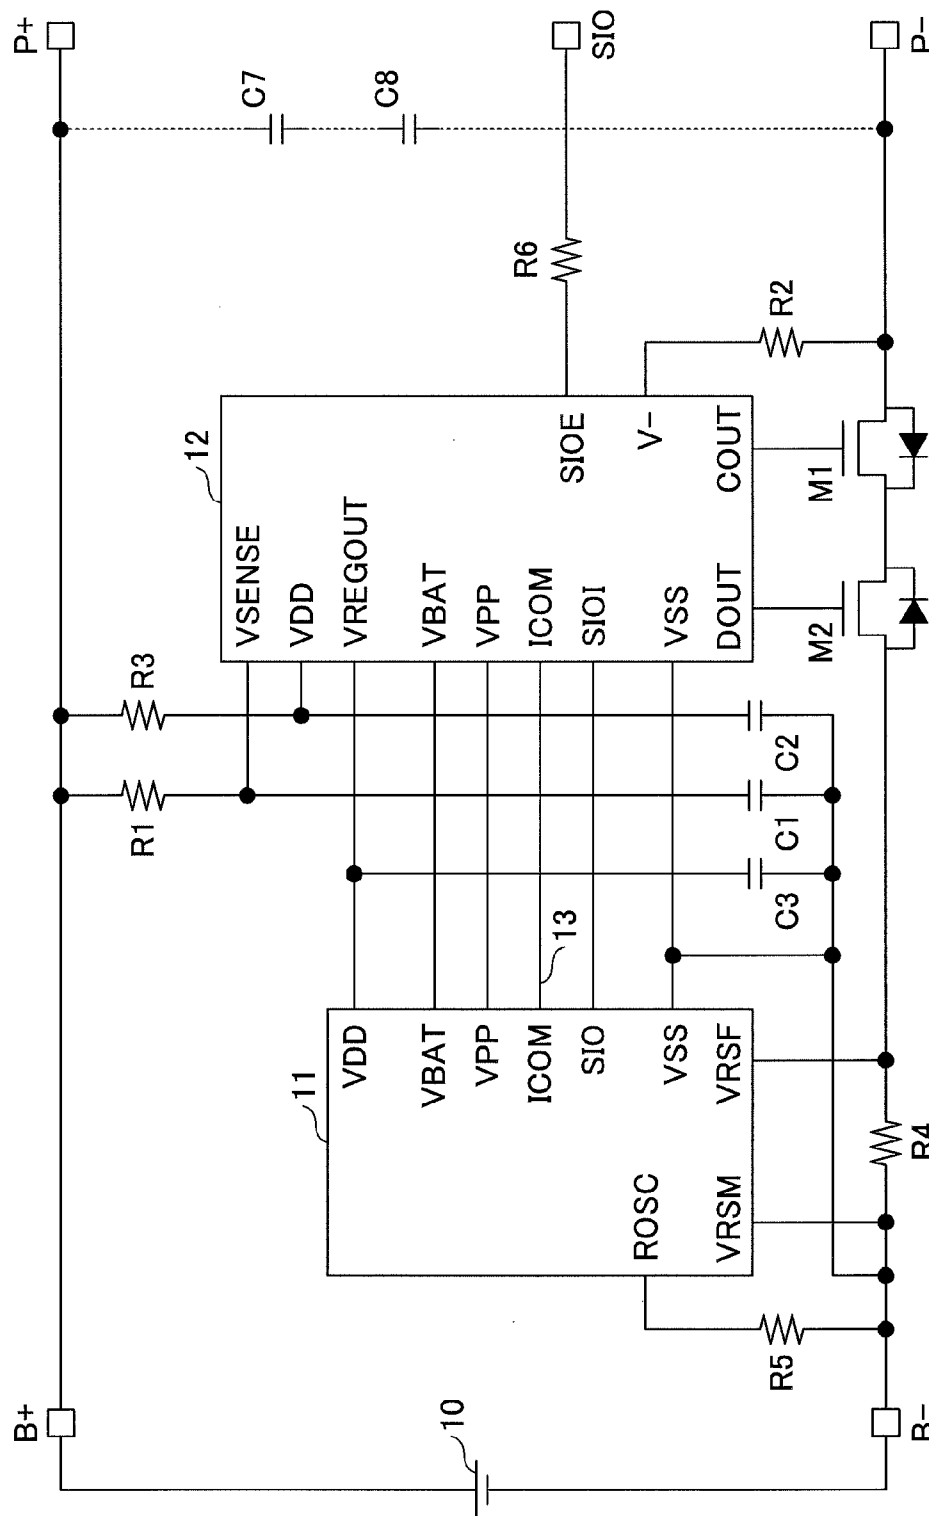 B+
P+
C7
C8
SIO
R6
R3
R1
12
VSENSE
VDD
VREGOUT
VBAT
VPP
ICOM
SIOI
VSS
DOUT
COUT
V-
SIOE
R2
11
VDD
VBAT
VPP
ICOM
SIO
VSS
VRSF
VRSM
ROSC
13
C3
C1
C2
10
R5
R4
M2
M1
B-
P-